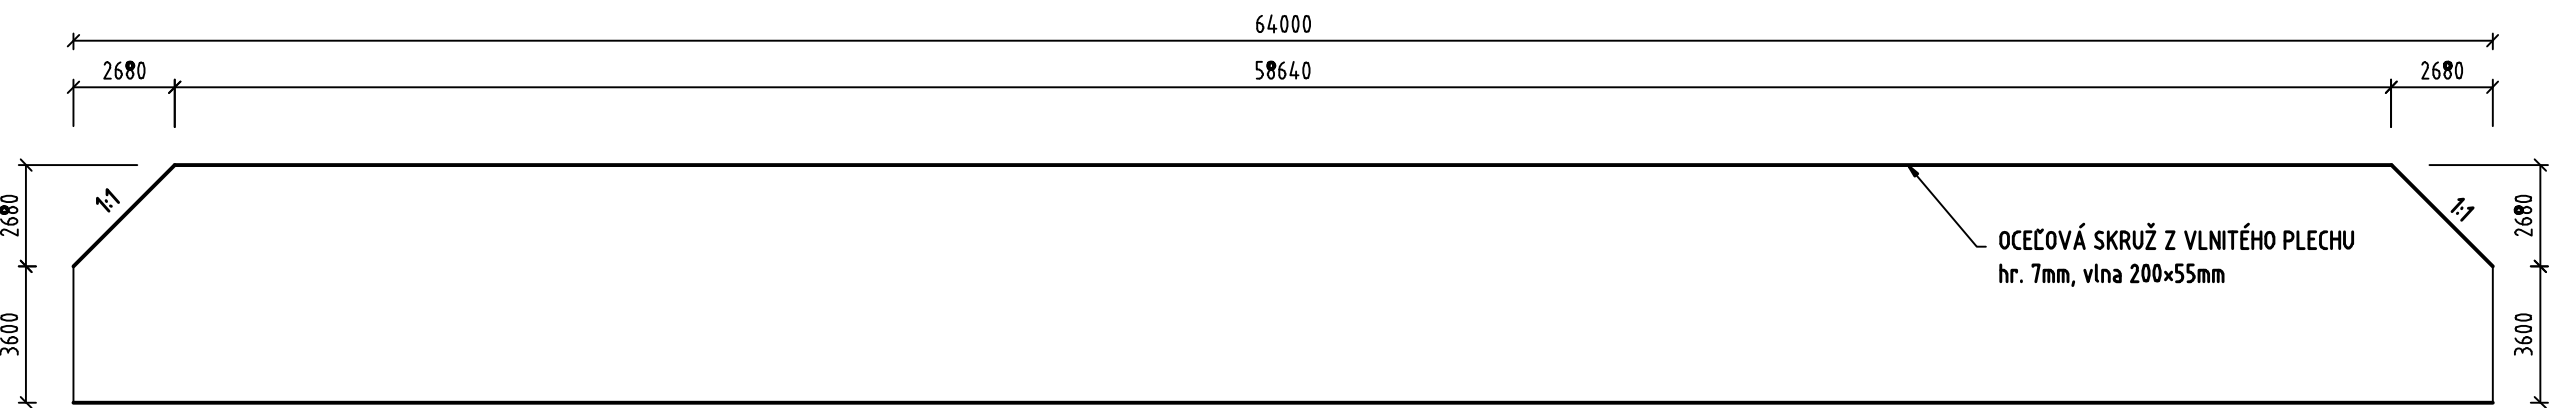 64000
2680 58640 2680
1:1 1:1
2680 2680
OCEĽOVÁ SKRUŽ Z VLNITÉHO PLECHU
hr. 7mm, vlna 200×55mm
3600 3600